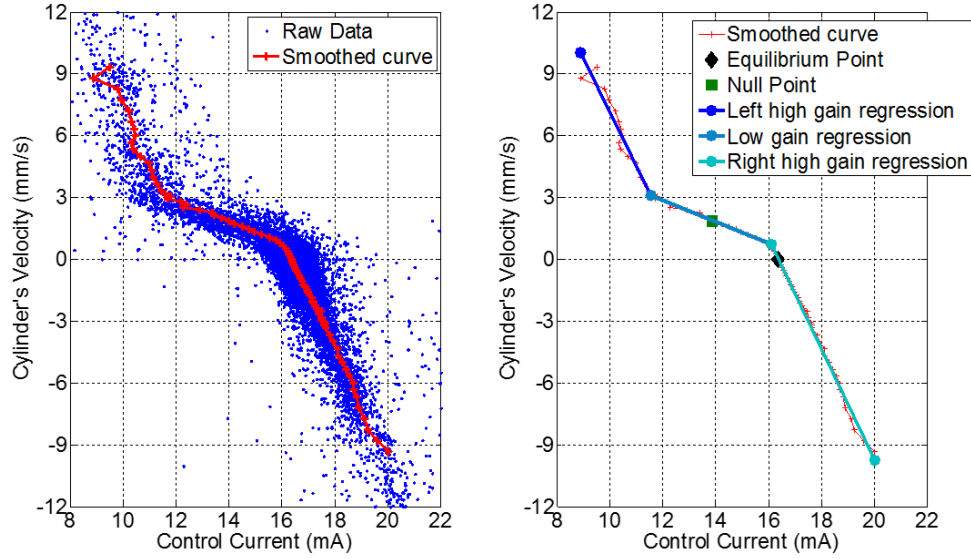 12
9
6
3
0
-3
-6
-9
-12
8
10
12
14
16
18
20
22
Cylinder's Velocity (mm/s)
Control Current (mA)
Raw Data
Smoothed curve
12
9
6
3
0
-3
-6
-9
-12
8
10
12
14
16
18
20
22
Cylinder's Velocity (mm/s)
Control Current (mA)
Smoothed curve
Equilibrium Point
Null Point
Left high gain regression
Low gain regression
Right high gain regression